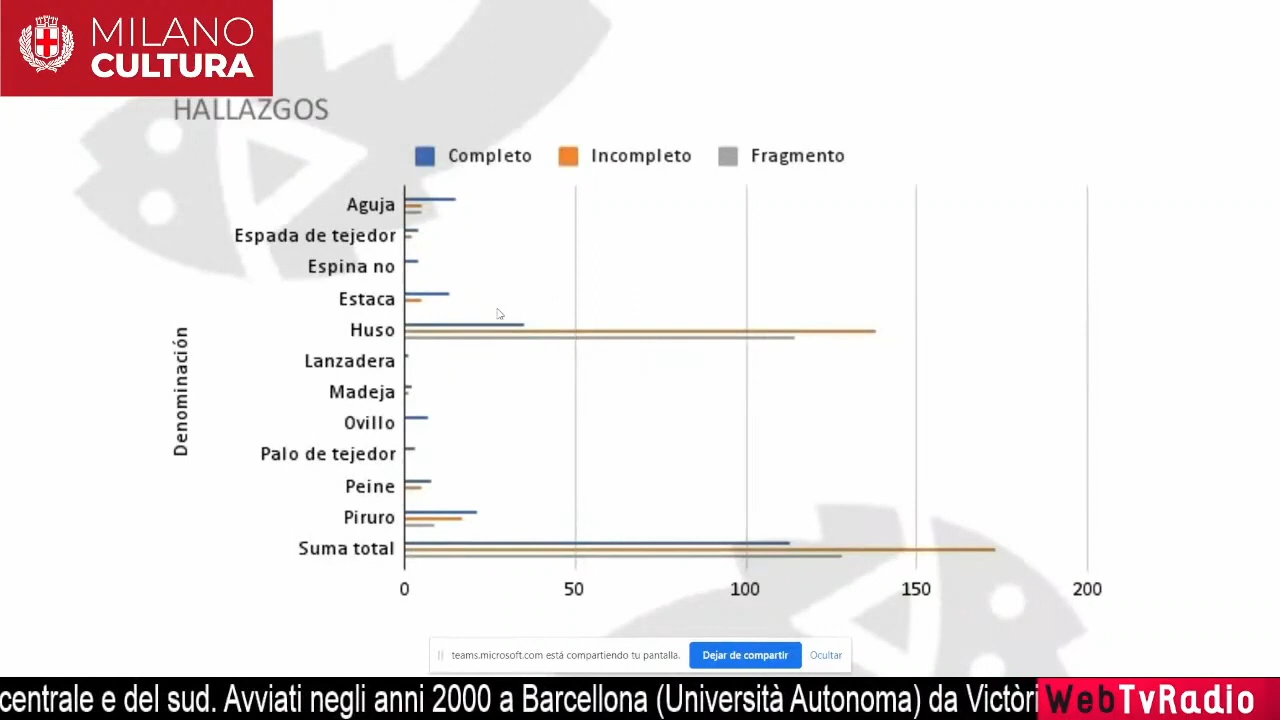 MILANO
CULTURA
HALLAZGOS
Completo Incompleto Fragmento
Denominación
Aguja
Espada de tejedor
Espina no
Estaca
Huso
Lanzadera
Madeja
Ovillo
Palo de tejedor
Peine
Piruro
Suma total
0 50 100 150 200
teams.microsoft.com está compartiendo tu pantalla. Dejar de compartir Ocultar
centrale e del sud. Avviati negli anni 2000 a Barcellona (Università Autonoma) da Victòri
WebTvRadio